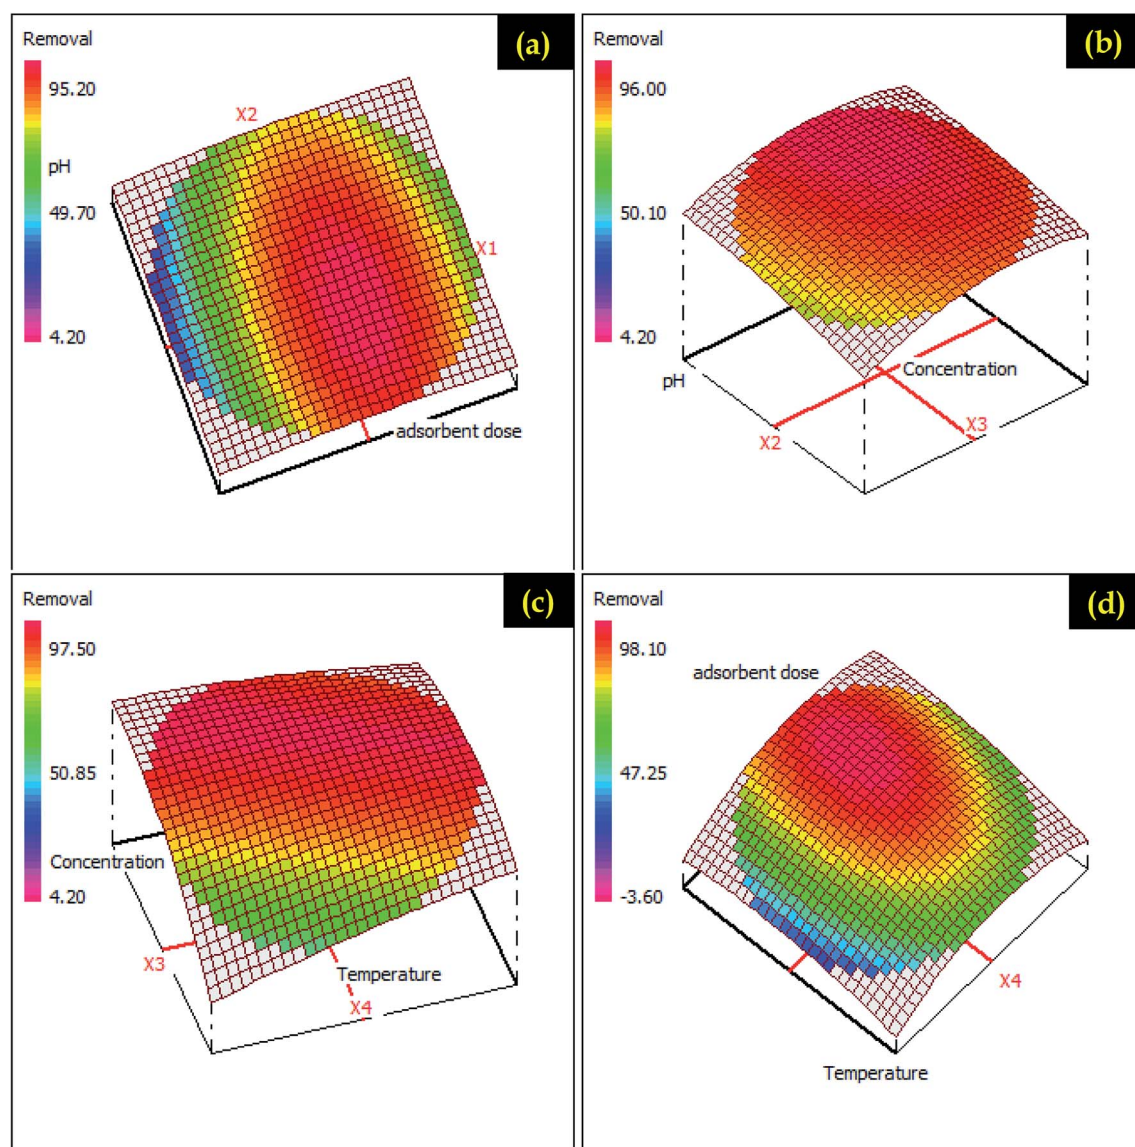 Removal
(a)
95.20
X2
pH
49.70
X1
4.20
adsorbent dose
Removal
(b)
96.00
50.10
4.20
Concentration
pH
X2
X3
Removal
(c)
97.50
50.85
Concentration
4.20
X3
Temperature
X4
Removal
(d)
98.10
adsorbent dose
47.25
-3.60
X4
Temperature